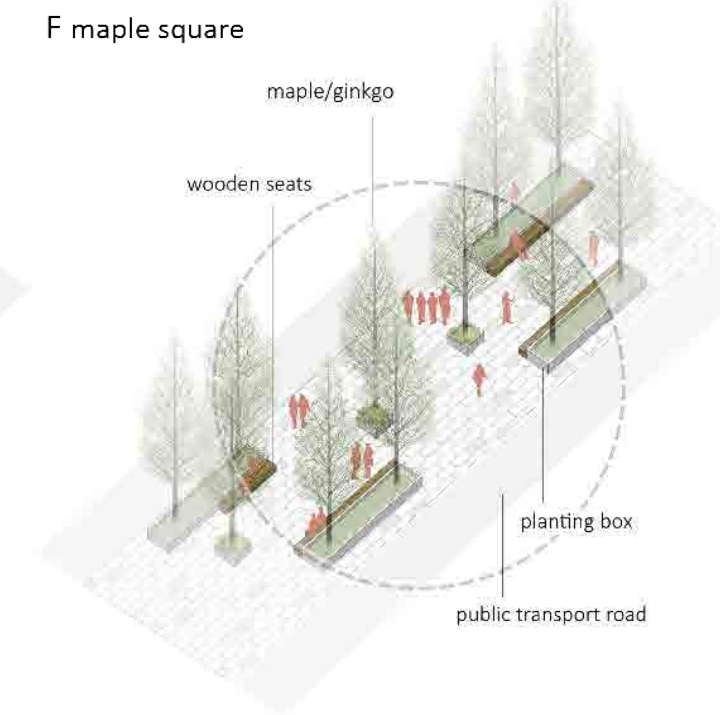 F maple square
maple/ginkgo
wooden seats
planting box
public transport road